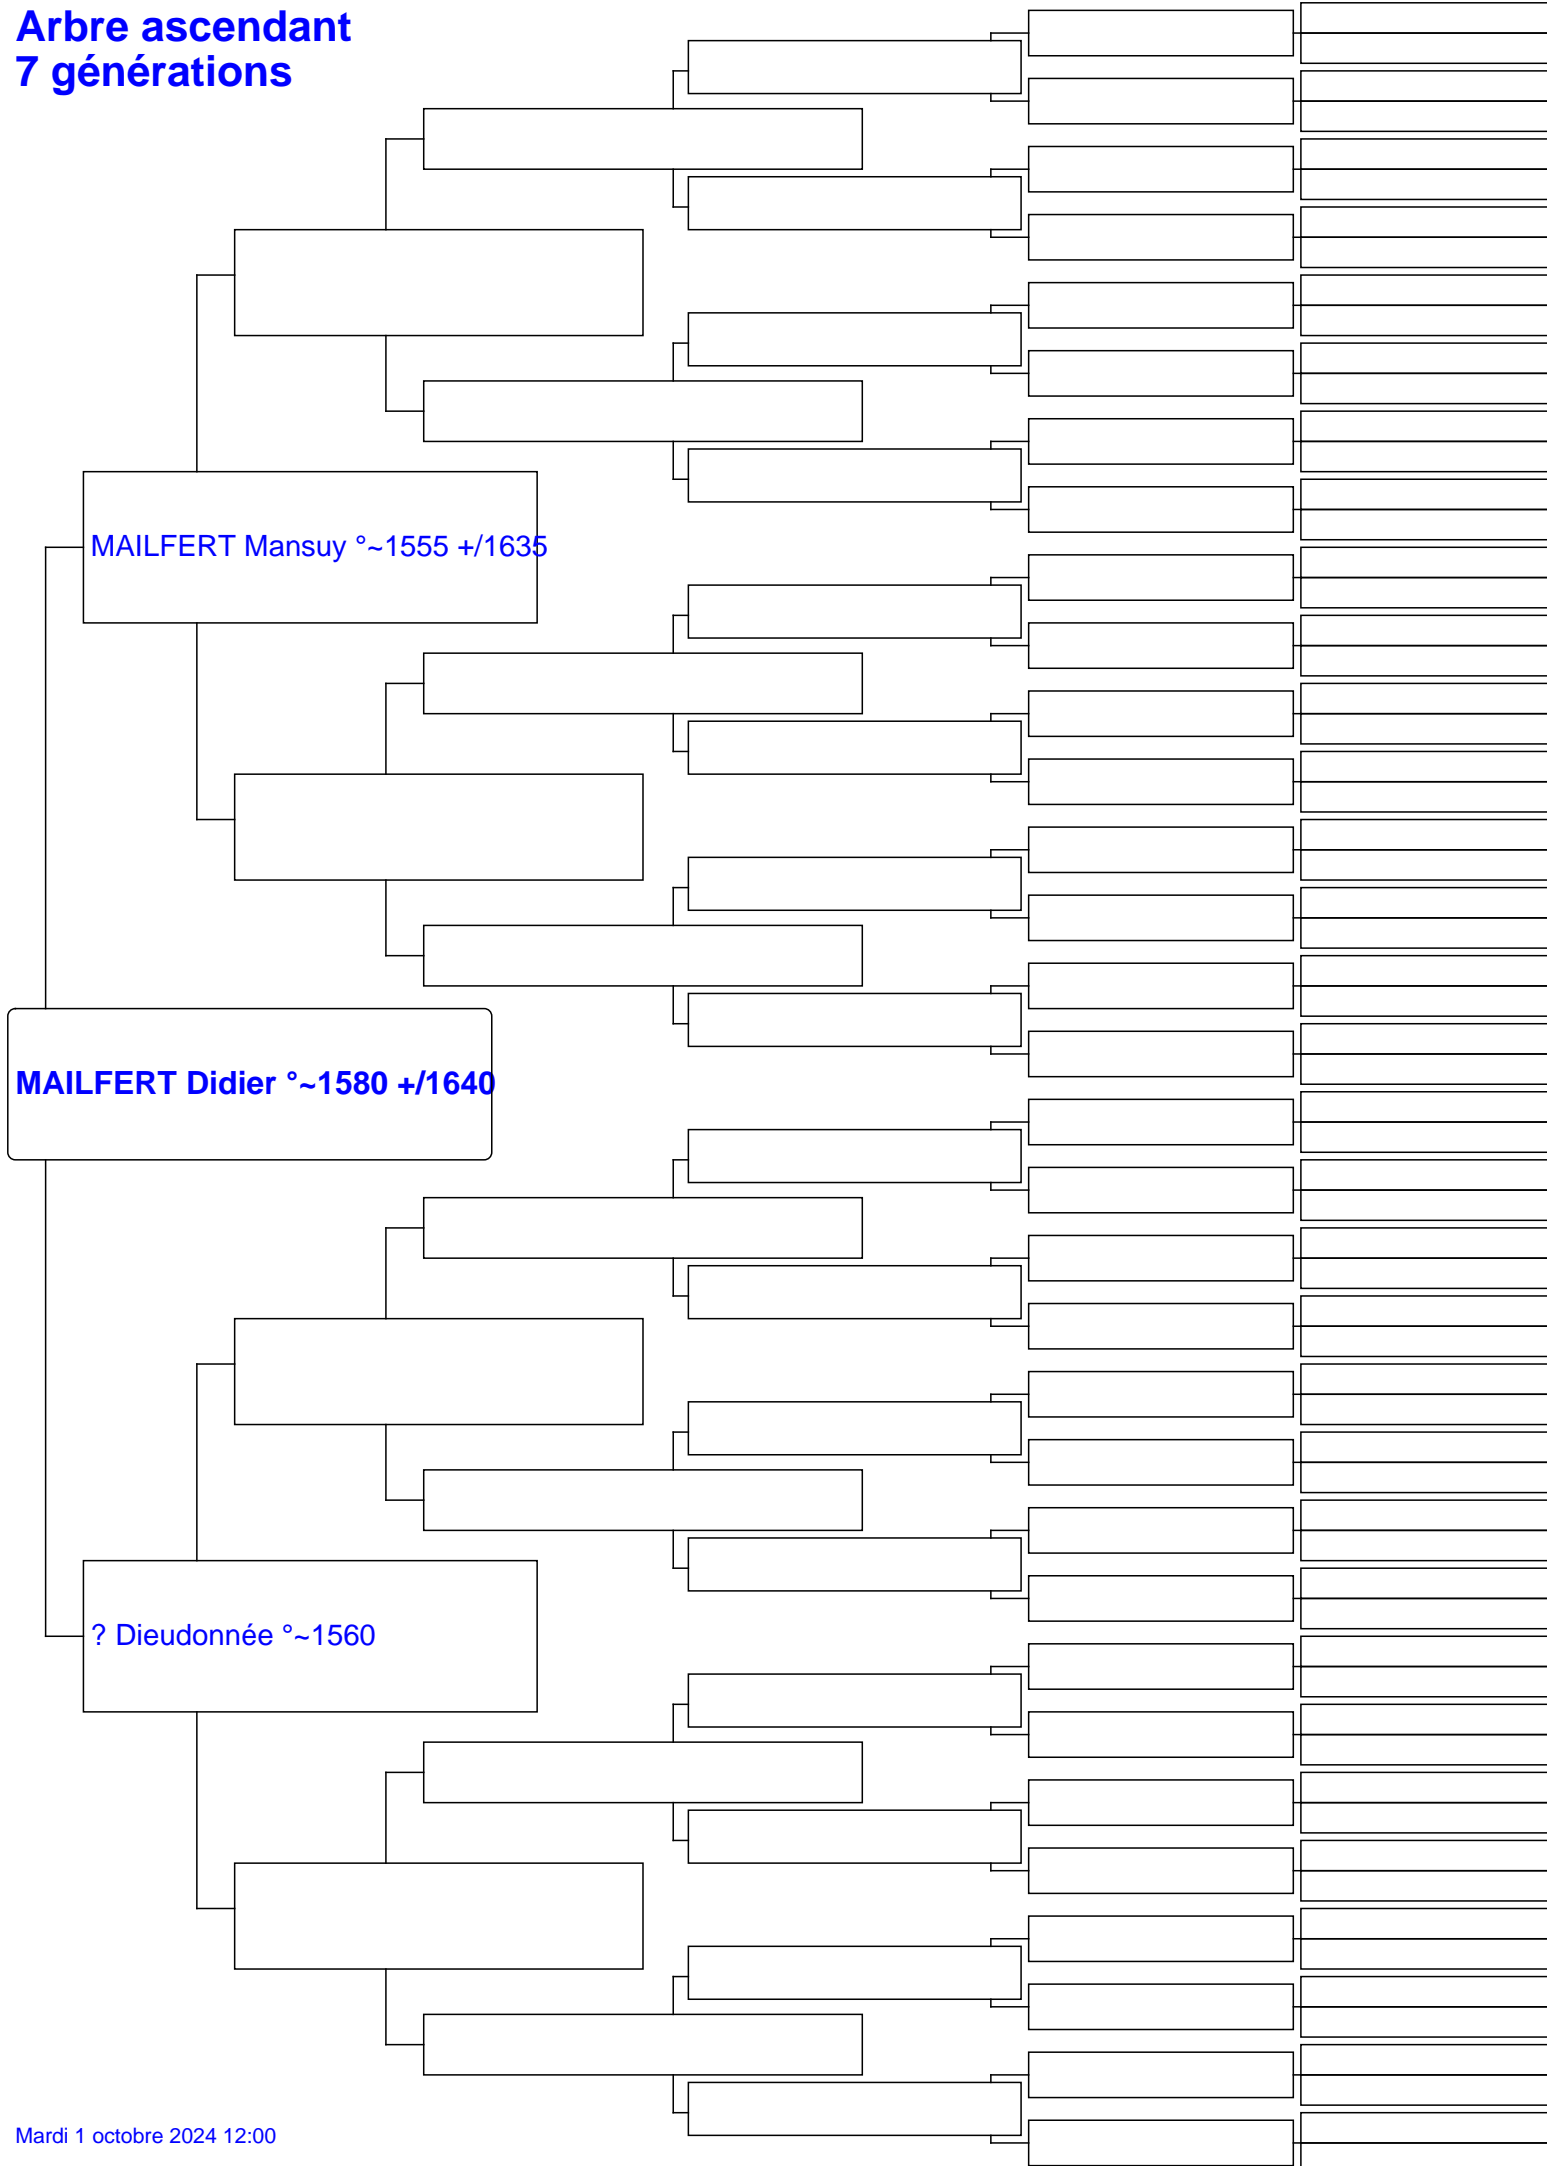 Arbre ascendant
7 générations
MAILFERT Mansuy °~1555 +/1635
MAILFERT Didier °~1580 +/1640
? Dieudonnée °~1560
Mardi 1 octobre 2024 12:00